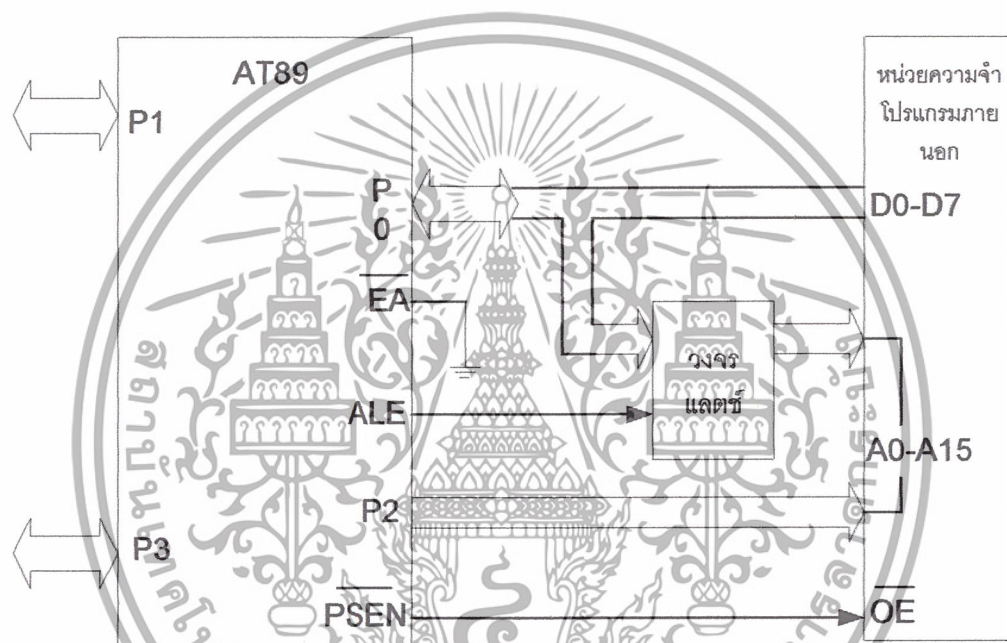 AT89
P1
P
0
EA
ALE
P2
P3
PSEN
วงจร
แลตช์
หน่วยความจำ
โปรแกรมภาย
นอก
D0-D7
A0-A15
OE